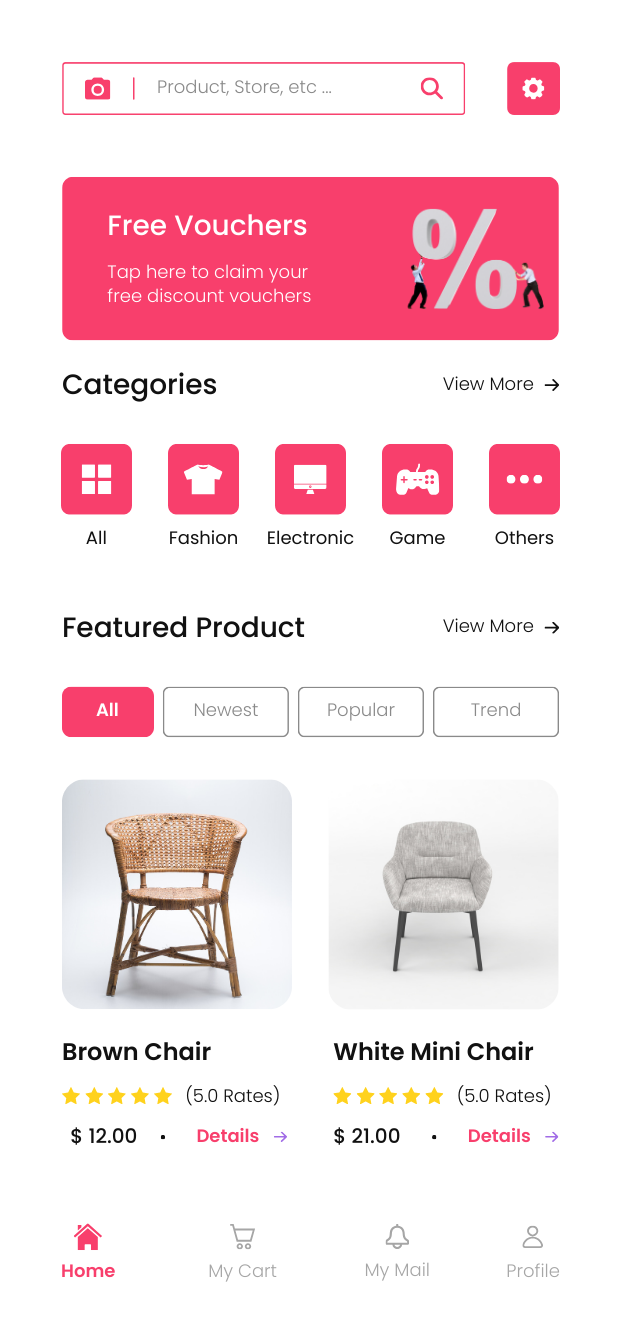 Product, Store, etc ...
Free Vouchers
Tap here to claim your
free discount vouchers
%
Categories
View More →
All
Fashion
Electronic
Game
Others
Featured Product
View More →
All
Newest
Popular
Trend
Brown Chair
White Mini Chair
(5.0 Rates)
(5.0 Rates)
$ 12.00 • Details →
$ 21.00 • Details →
Home
My Cart
My Mail
Profile